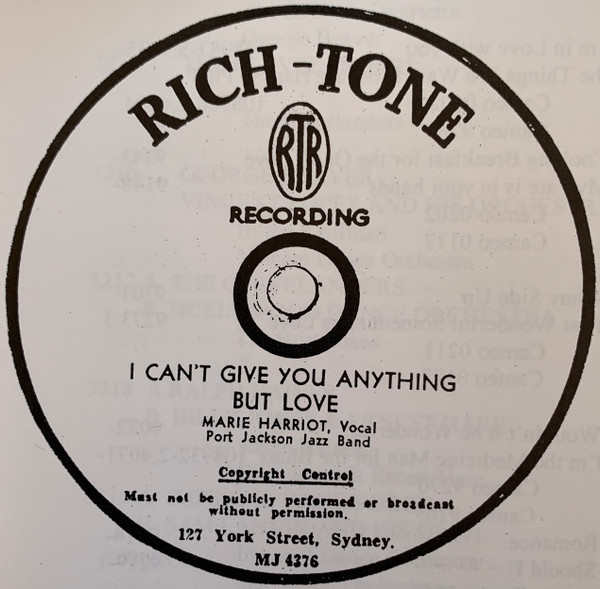 RICH-TONE
RTR
RECORDING
I CAN'T GIVE YOU ANYTHING
BUT LOVE
MARIE HARRIOT, Vocal
Port Jackson Jazz Band
Copyright Control
Must not be publicly performed or broadcast
without permission.
127 York Street, Sydney.
MJ 4376